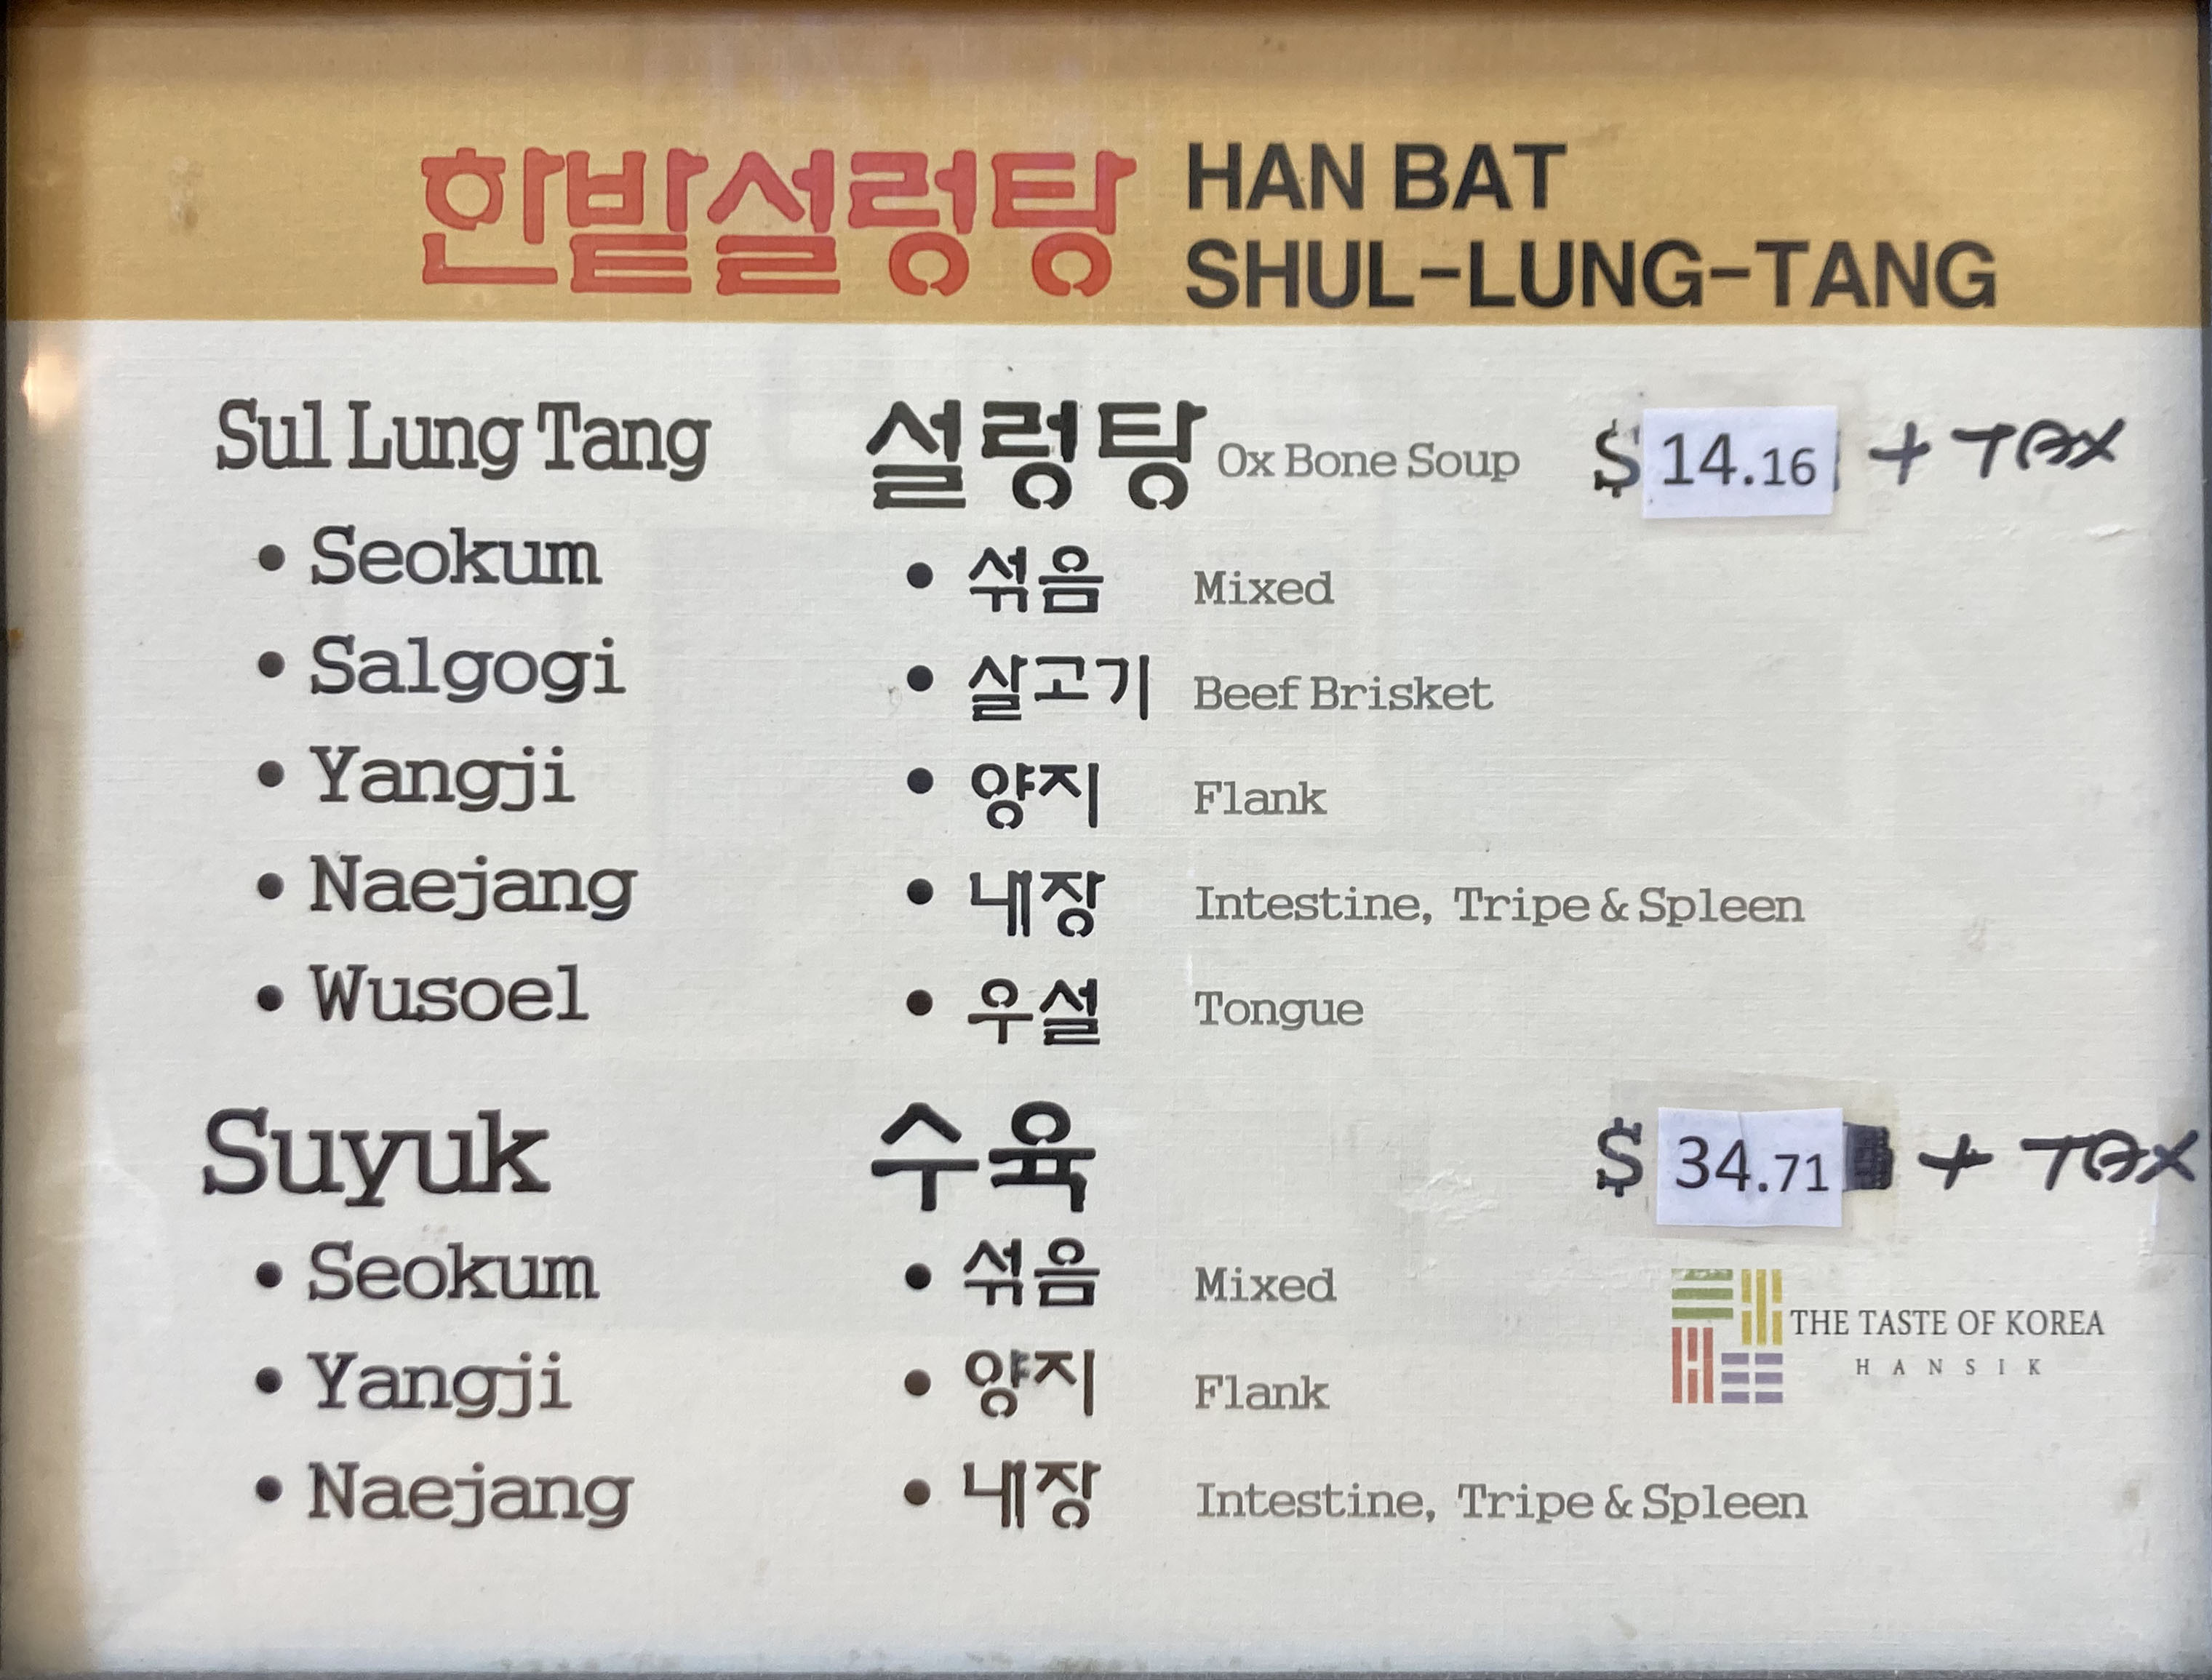 한밭설렁탕 HAN BAT
SHUL-LUNG-TANG
Sul Lung Tang 설렁탕 Ox Bone Soup $ 14.16 + TAX
• Seokum • 섞음 Mixed
• Salgogi • 살고기 Beef Brisket
• Yangji • 양지 Flank
• Naejang • 내장 Intestine, Tripe & Spleen
• Wusoel • 우설 Tongue
Suyuk 수육 $ 34.71 + TAX
• Seokum • 섞음 Mixed
THE TASTE OF KOREA
HANSIK
• Yangji • 양지 Flank
• Naejang • 내장 Intestine, Tripe & Spleen